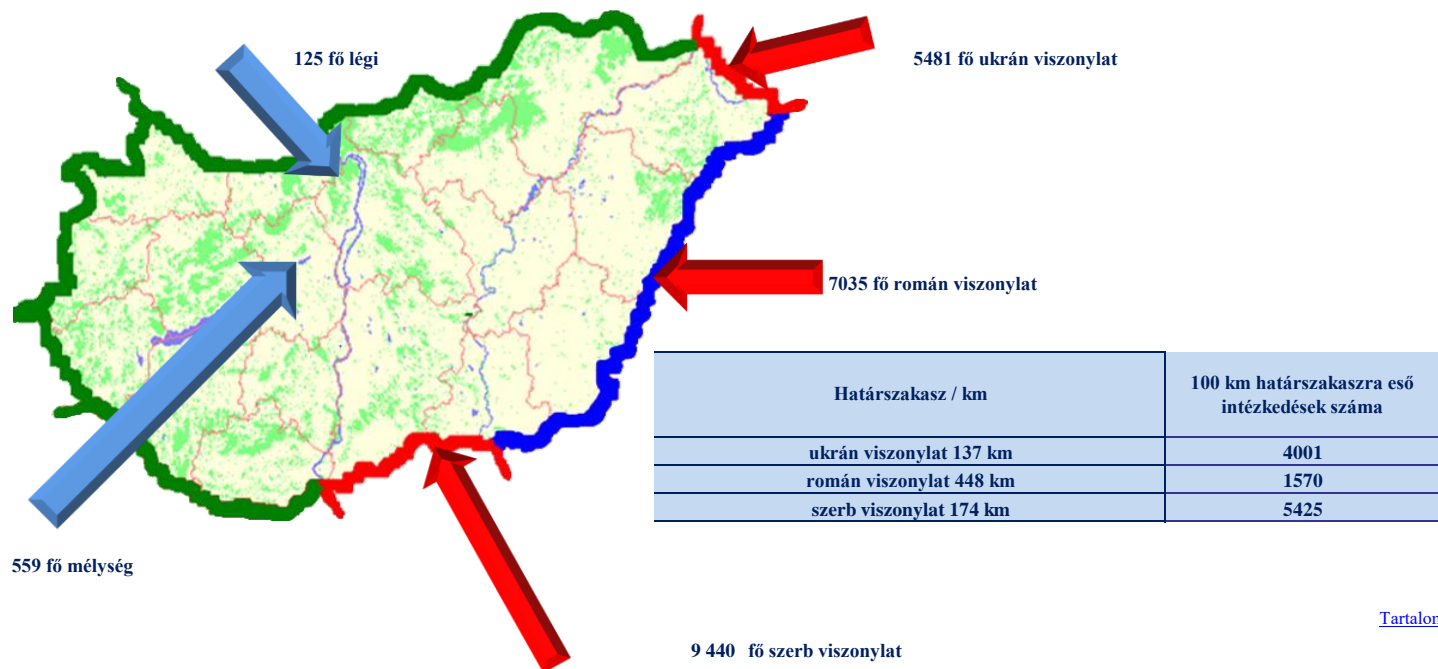 125 fő légi
5481 fő ukrán viszonylat
7035 fő román viszonylat
Határszakasz / km
100 km határszakaszra eső
intézkedések száma
ukrán viszonylat 137 km
4001
román viszonylat 448 km
1570
szerb viszonylat 174 km
5425
559 fő mélység
Tartalom
9 440 fő szerb viszonylat